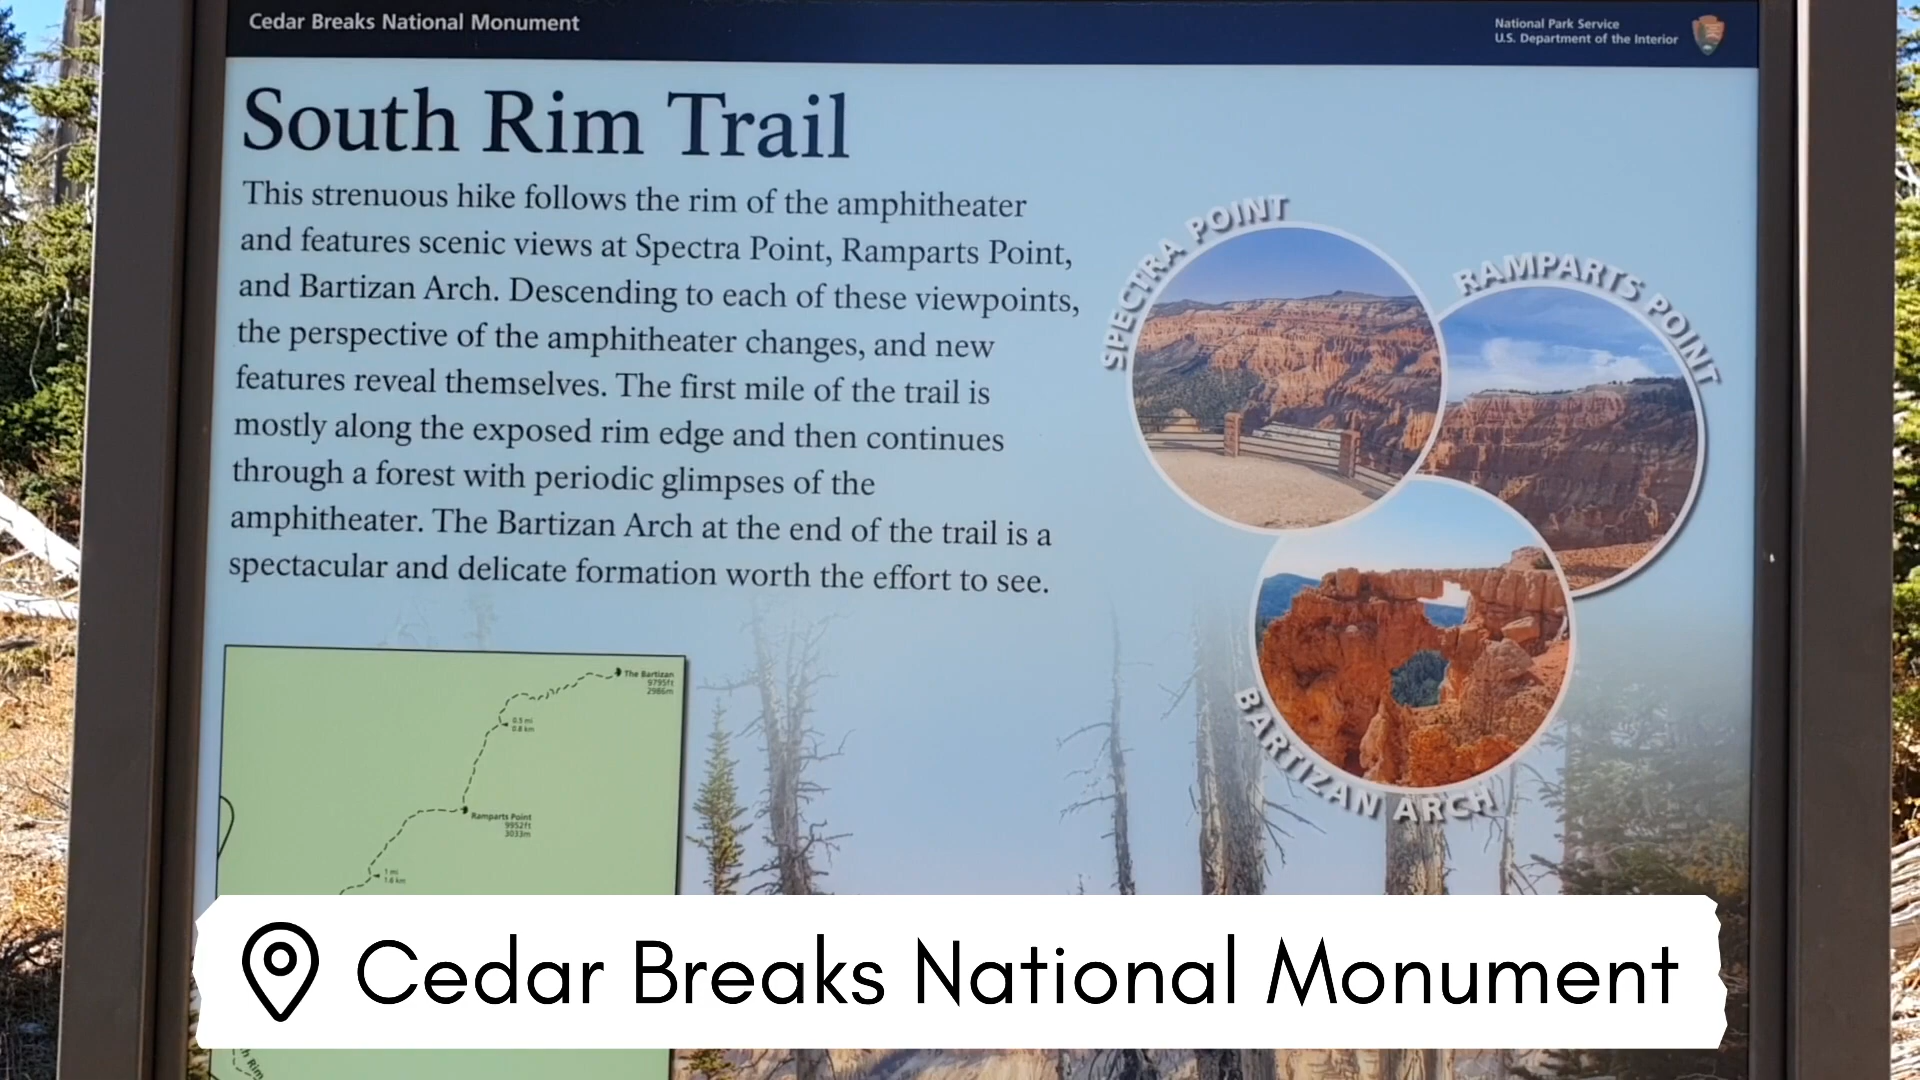 Cedar Breaks National Monument
National Park Service
U.S. Department of the Interior
South Rim Trail
This strenuous hike follows the rim of the amphitheater
and features scenic views at Spectra Point, Ramparts Point,
and Bartizan Arch. Descending to each of these viewpoints,
the perspective of the amphitheater changes, and new
features reveal themselves. The first mile of the trail is
mostly along the exposed rim edge and then continues
through a forest with periodic glimpses of the
amphitheater. The Bartizan Arch at the end of the trail is a
spectacular and delicate formation worth the effort to see.
SPECTRA POINT
RAMPARTS POINT
BARTIZAN ARCH
The Bartizan
9795ft
2986m
0.5 mi
0.8 km
Ramparts Point
9952ft
3033m
1 mi
1.6 km
Cedar Breaks National Monument
Rim